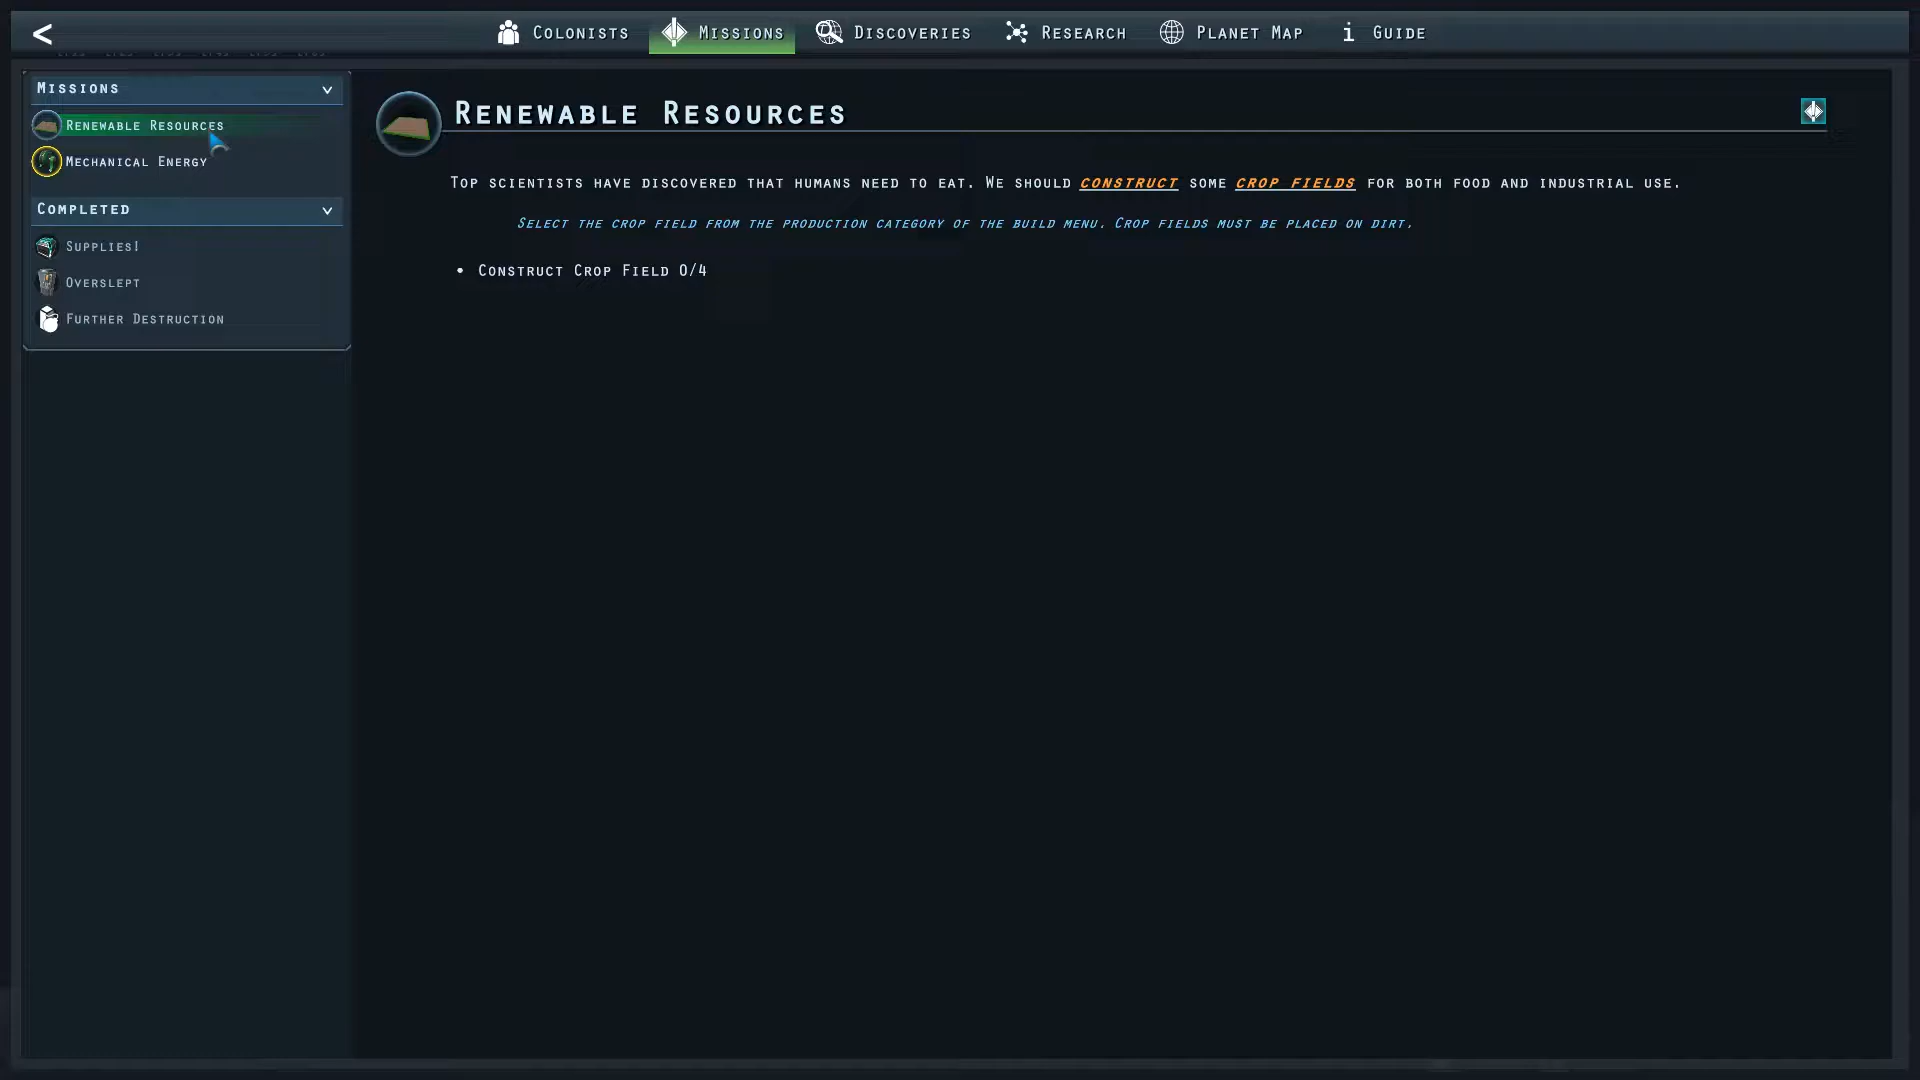 < Colonists Missions Discoveries Research Planet Map i Guide
Missions
Renewable Resources
Mechanical Energy
Completed
Supplies!
Overslept
Further Destruction
Renewable Resources
Top scientists have discovered that humans need to eat. We should construct some crop fields for both food and industrial use.
Select the crop field from the production category of the build menu. Crop fields must be placed on dirt.
• Construct Crop Field 0/4